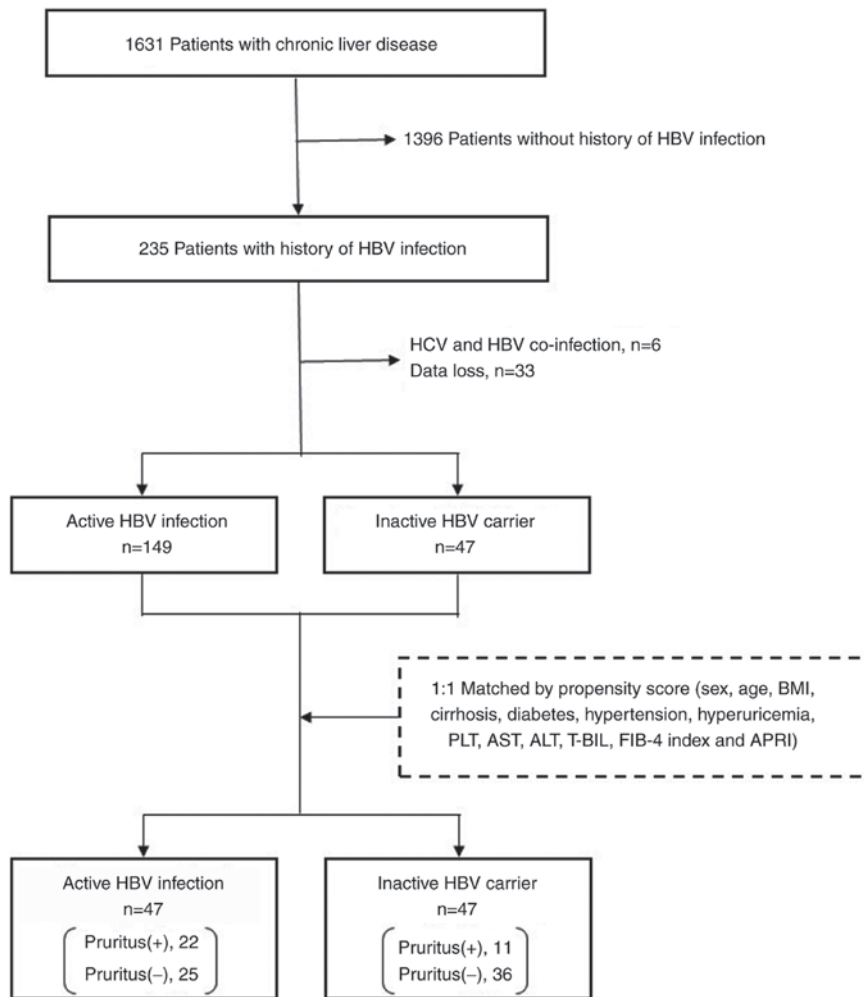 1631 Patients with chronic liver disease
1396 Patients without history of HBV infection
235 Patients with history of HBV infection
HCV and HBV co-infection, n=6
Data loss, n=33
Active HBV infection
n=149
Inactive HBV carrier
n=47
1:1 Matched by propensity score (sex, age, BMI,
cirrhosis, diabetes, hypertension, hyperuricemia,
PLT, AST, ALT, T-BIL, FIB-4 index and APRI)
Active HBV infection
n=47
Pruritus(+), 22
Pruritus(−), 25
Inactive HBV carrier
n=47
Pruritus(+), 11
Pruritus(−), 36